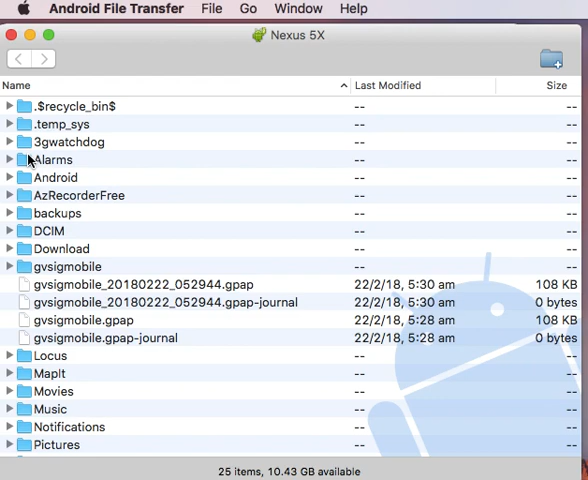 Android File Transfer File Go Window Help
Nexus 5X
Name Last Modified Size
.$recycle_bin$ -- --
.temp_sys -- --
3gwatchdog -- --
Alarms -- --
Android -- --
AzRecorderFree -- --
backups -- --
DCIM -- --
Download -- --
gvsigmobile -- --
gvsigmobile_20180222_052944.gpap 22/2/18, 5:30 am 108 KB
gvsigmobile_20180222_052944.gpap-journal 22/2/18, 5:30 am 0 bytes
gvsigmobile.gpap 22/2/18, 5:28 am 108 KB
gvsigmobile.gpap-journal 22/2/18, 5:28 am 0 bytes
Locus -- --
MapIt -- --
Movies -- --
Music -- --
Notifications -- --
Pictures -- --
25 items, 10.43 GB available